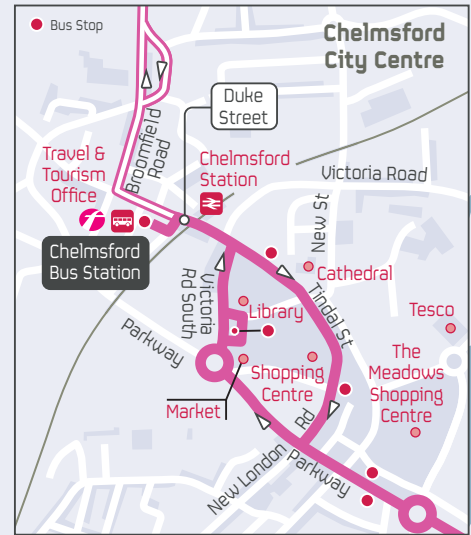 Bus Stop
Chelmsford
City Centre
Duke
Street
Broomfield
Road
Travel &
Tourism
Office
Chelmsford
Station
Victoria Road
New St
Chelmsford
Bus Station
Cathedral
Victoria
Rd South
Tindal St
Library
Parkway
Tesco
Shopping
Centre
The
Meadows
Shopping
Centre
Market
New London
Rd
Parkway